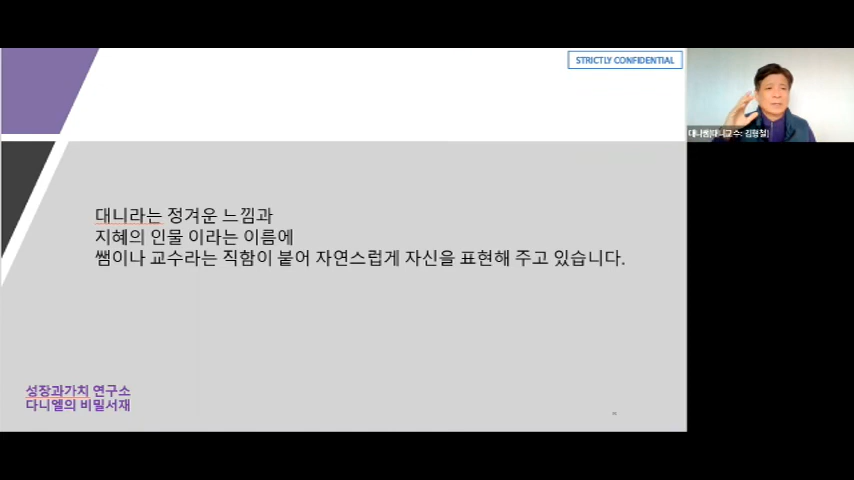 STRICTLY CONFIDENTIAL
대니라는 정겨운 느낌과
지혜의 인물 이라는 이름에
쌤이나 교수라는 직함이 붙어 자연스럽게 자신을 표현해 주고 있습니다.
성장과가치 연구소
다니엘의 비밀서재